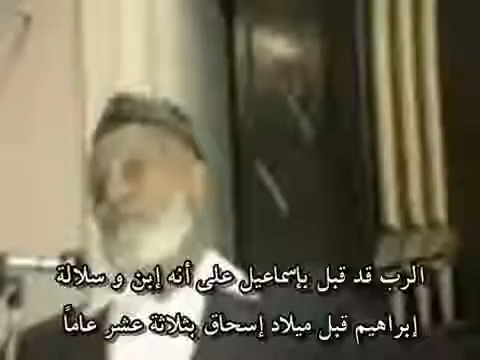 الرب قد قبل بإسماعيل على أنه إبن و سلالة
إبراهيم قبل ميلاد إسحاق بثلاثة عشر عاماً